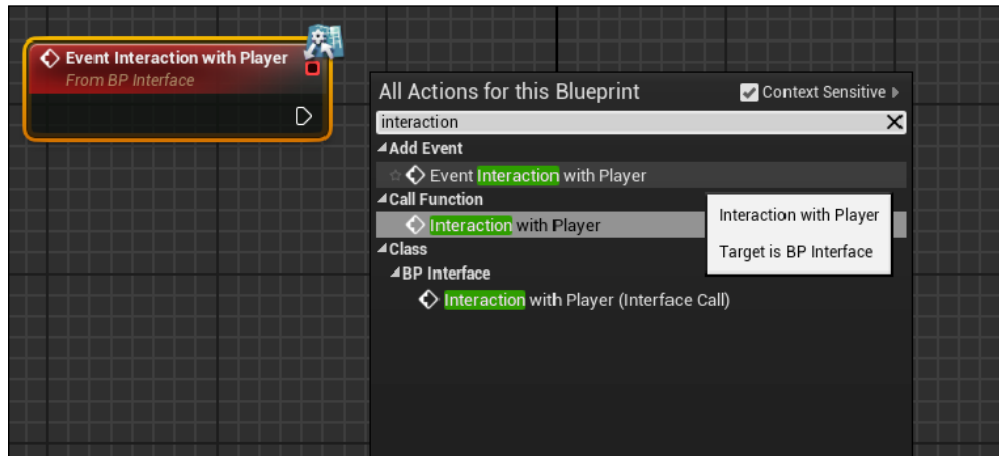 Event Interaction with Player
From BP Interface
All Actions for this Blueprint
Context Sensitive
interaction
Add Event
Event Interaction with Player
Call Function
Interaction with Player
Class
BP Interface
Interaction with Player (Interface Call)
Interaction with Player
Target is BP Interface